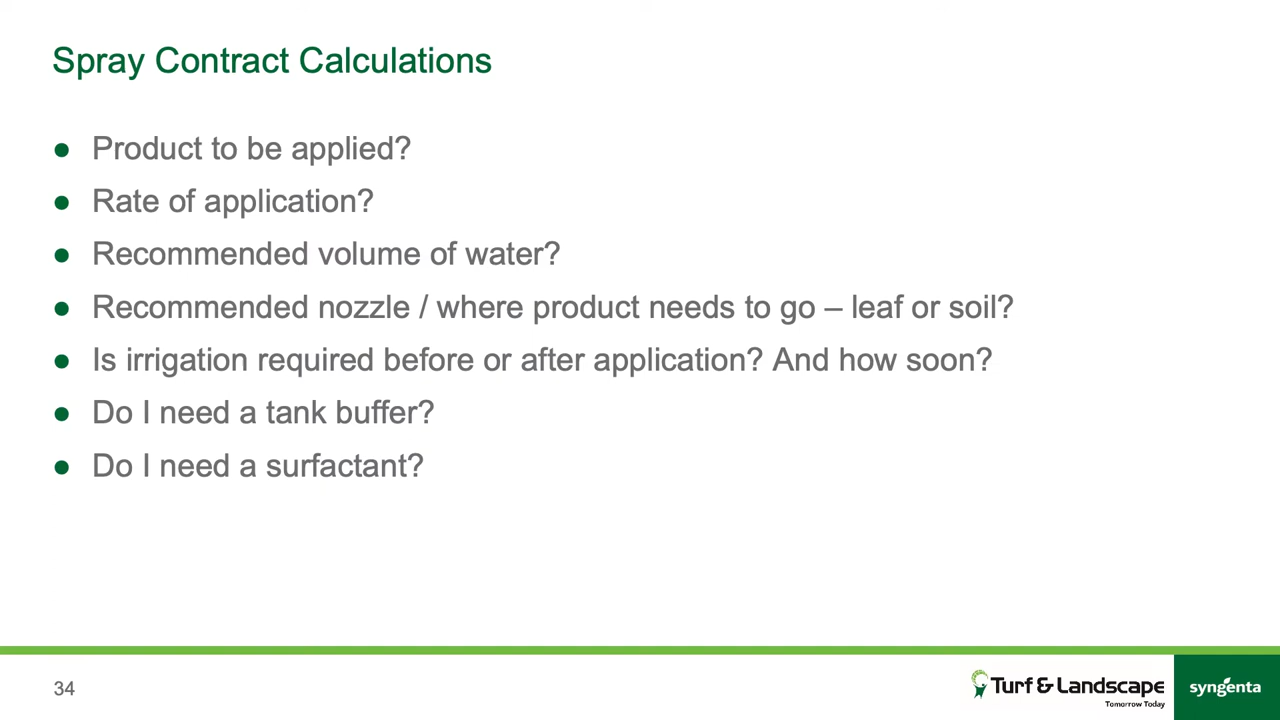 Spray Contract Calculations
● Product to be applied?
● Rate of application?
● Recommended volume of water?
● Recommended nozzle / where product needs to go – leaf or soil?
● Is irrigation required before or after application? And how soon?
● Do I need a tank buffer?
● Do I need a surfactant?
34
Turf & Landscape
Tomorrow Today
syngenta